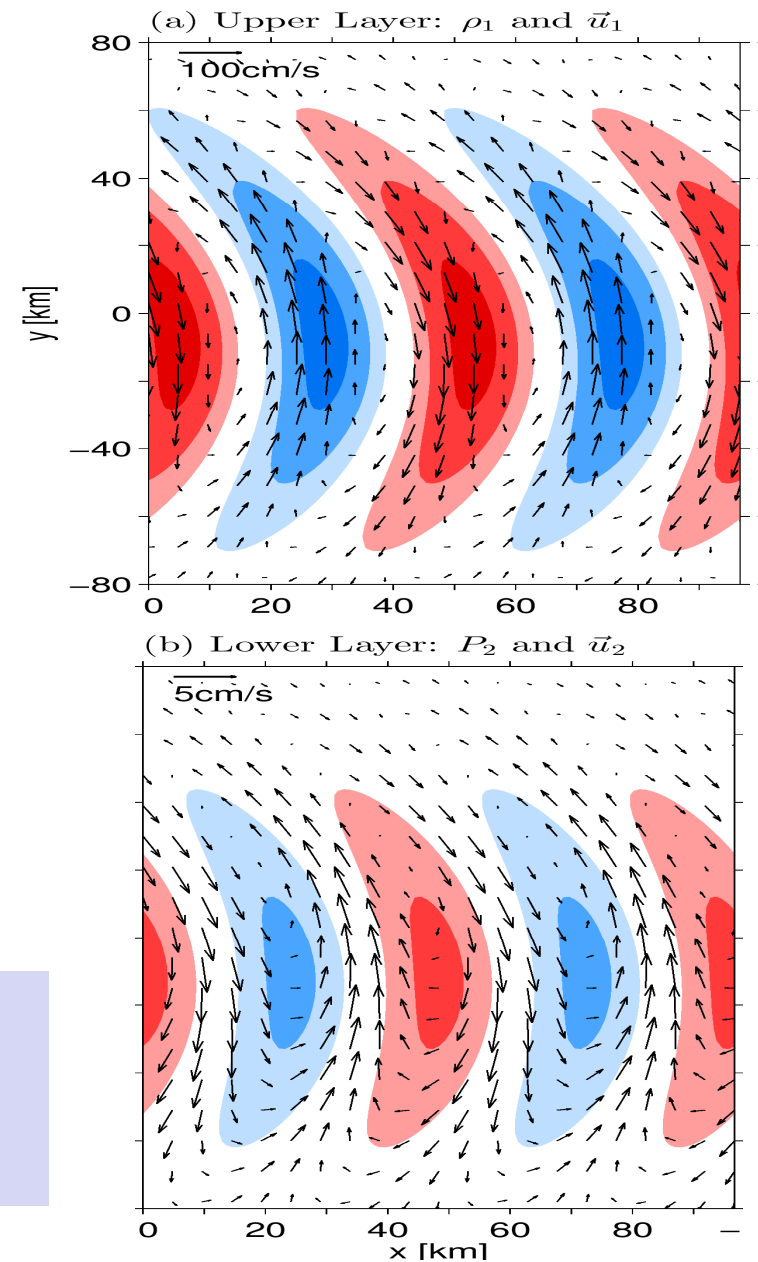 (a) Upper Layer: ρ₁ and u⃗₁
80
100cm/s
40
0
y [km]
−40
−80
0 20 40 60 80
(b) Lower Layer: P₂ and u⃗₂
5cm/s
0 20 40 60 80 −
x [km]